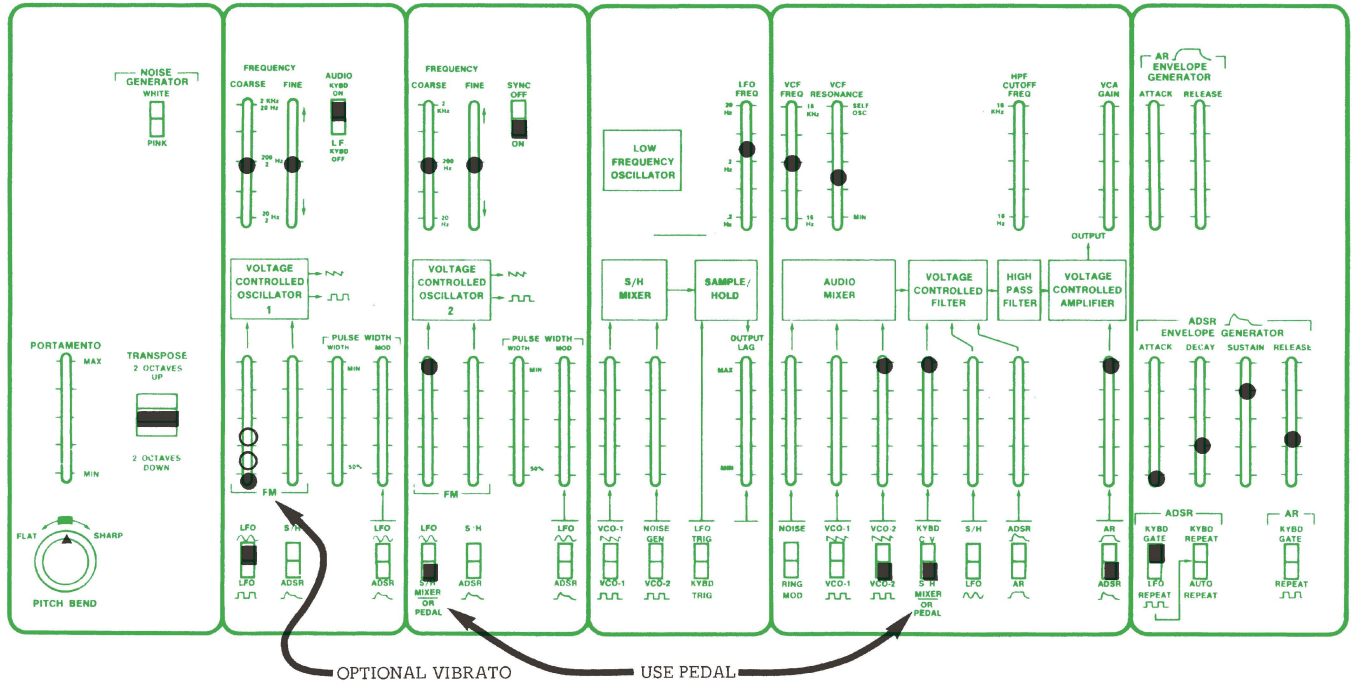 NOISE
GENERATOR
WHITE
PINK
PORTAMENTO
MAX
MIN
TRANSPOSE
2 OCTAVES
UP
2 OCTAVES
DOWN
FLAT
SHARP
PITCH BEND
FREQUENCY
COARSE
FINE
2 KHz
20 Hz
200
2
Hz
20
2
Hz
AUDIO
KYBD
ON
L F
KYBD
OFF
VOLTAGE
CONTROLLED
OSCILLATOR
1
PULSE WIDTH
WIDTH
MOD
MIN
50%
FM
LFO
LFO
S/H
ADSR
LFO
ADSR
FREQUENCY
COARSE
FINE
2
KHz
200
Hz
20
Hz
SYNC
OFF
ON
VOLTAGE
CONTROLLED
OSCILLATOR
2
PULSE WIDTH
WIDTH
MOD
MIN
50%
FM
LFO
S/H
MIXER
OR
PEDAL
S/H
ADSR
LFO
ADSR
LOW
FREQUENCY
OSCILLATOR
LFO
FREQ
20
Hz
2
Hz
.2
Hz
S/H
MIXER
SAMPLE/
HOLD
OUTPUT
LAG
MAX
MIN
VCO-1
VCO-1
NOISE
GEN
VCO-2
LFO
TRIG
KYBD
TRIG
VCF
FREQ
16
KHz
16
Hz
VCF
RESONANCE
SELF
OSC
MIN
HPF
CUTOFF
FREQ
16
KHz
16
Hz
VCA
GAIN
OUTPUT
AUDIO
MIXER
VOLTAGE
CONTROLLED
FILTER
HIGH
PASS
FILTER
VOLTAGE
CONTROLLED
AMPLIFIER
NOISE
RING
MOD
VCO-1
VCO-1
VCO-2
VCO-2
KYBD
C V
S H
MIXER
OR
PEDAL
S/H
LFO
ADSR
AR
AR
ADSR
AR
ENVELOPE
GENERATOR
ATTACK
RELEASE
ADSR
ENVELOPE GENERATOR
ATTACK
DECAY
SUSTAIN
RELEASE
ADSR
KYBD
GATE
LFO
REPEAT
KYBD
REPEAT
AUTO
REPEAT
AR
KYBD
GATE
REPEAT
OPTIONAL VIBRATO
USE PEDAL